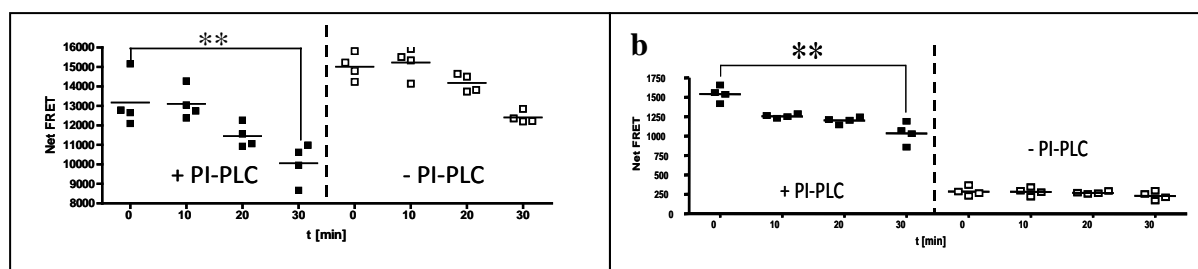 **
Net FRET
16000
15000
14000
13000
12000
11000
10000
9000
8000
+ PI-PLC
- PI-PLC
0 10 20 30 0 10 20 30
t [min]
b
**
Net FRET
1750
1500
1250
1000
750
500
250
0
- PI-PLC
+ PI-PLC
0 10 20 30 0 10 20 30
t [min]